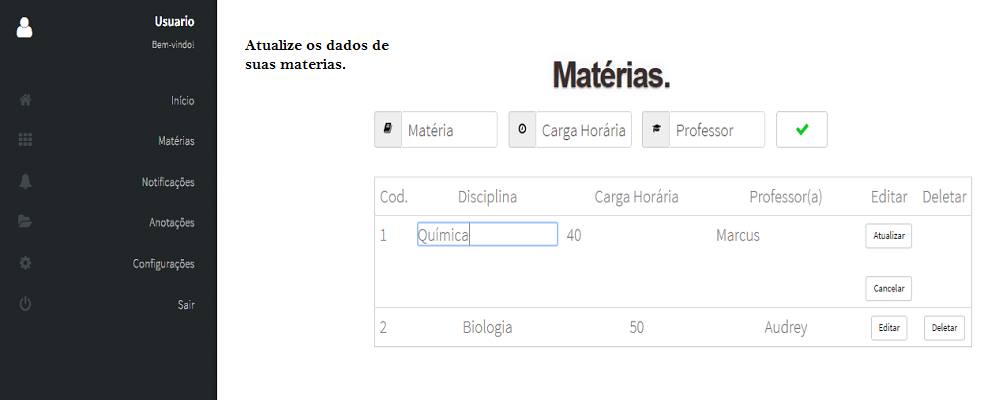 Usuario
Bem-vindo!
Início
Matérias
Notificações
Anotações
Configurações
Sair
Atualize os dados de
suas materias.
Matérias.
Matéria Carga Horária Professor
Cod. Disciplina Carga Horária Professor(a) Editar Deletar
1 Química 40 Marcus Atualizar
Cancelar
2 Biologia 50 Audrey Editar Deletar